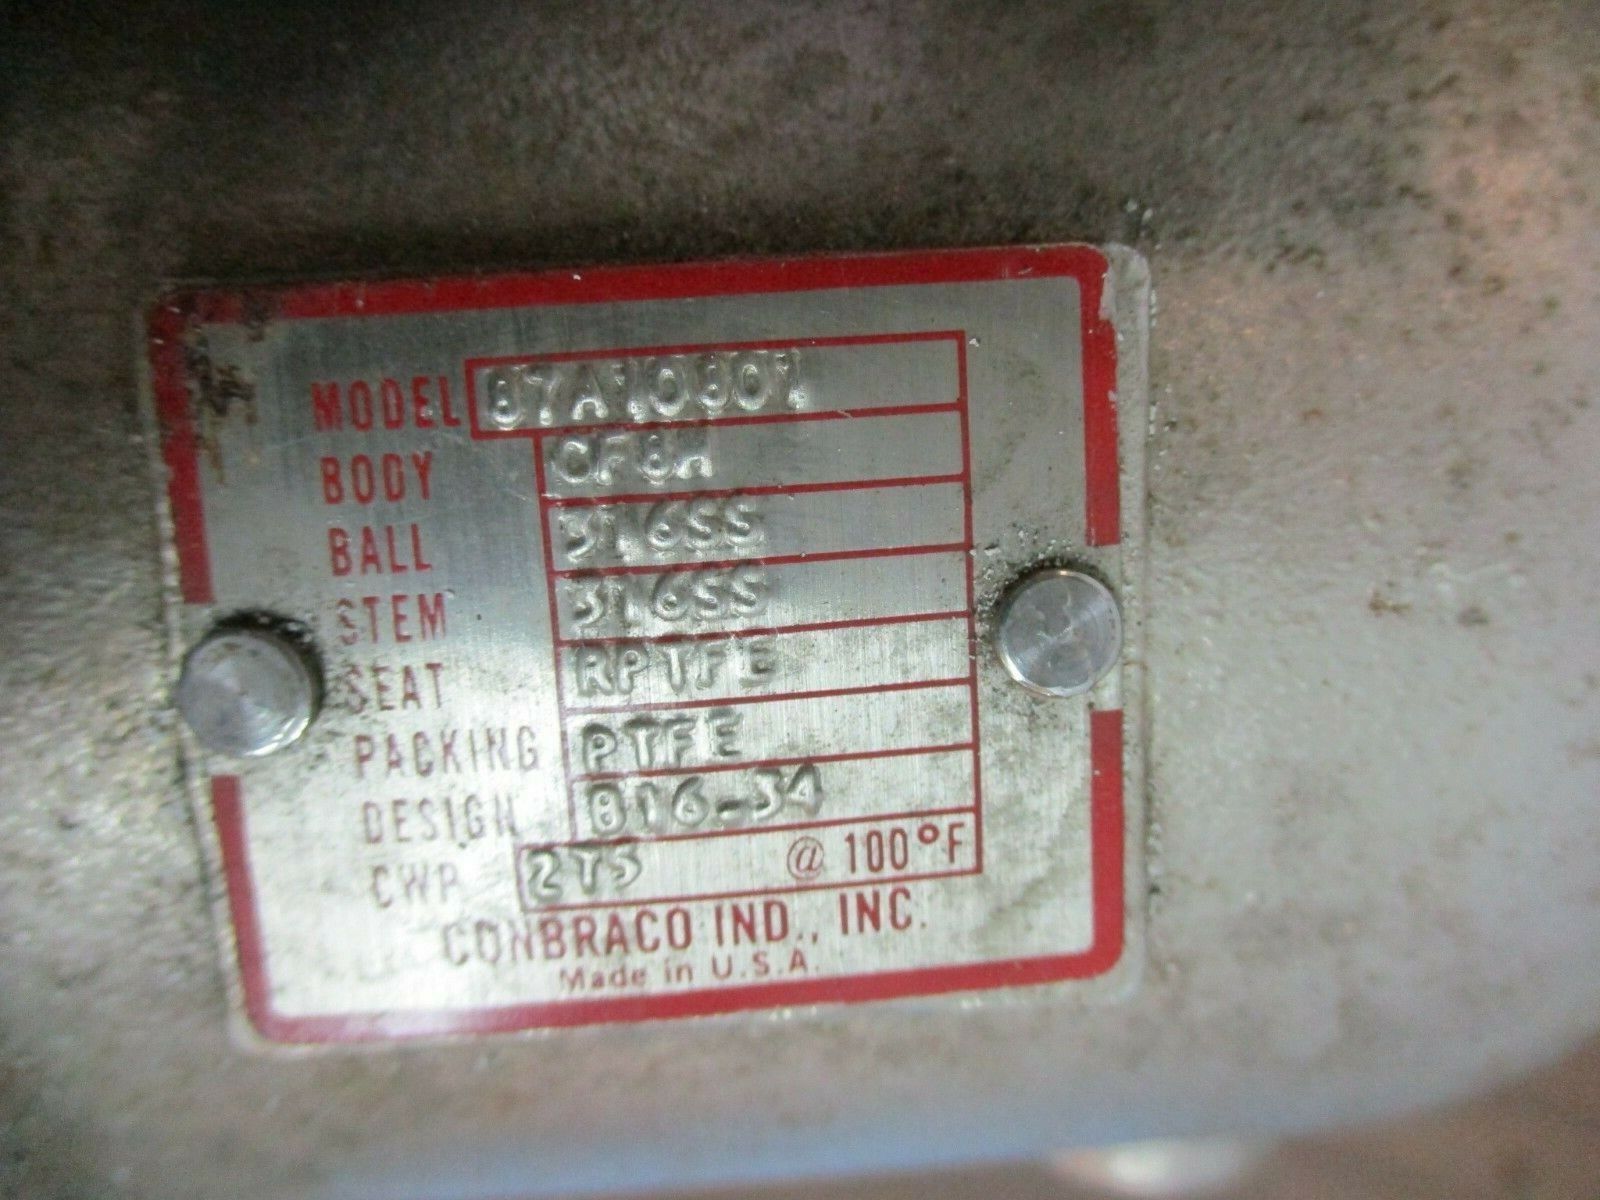 MODEL 87A10801
BODY CF8M
BALL 316SS
STEM 316SS
SEAT RPTFE
PACKING PTFE
DESIGN B16-34
CWP 275 @ 100°F
CONBRACO IND., INC.
Made in U.S.A.